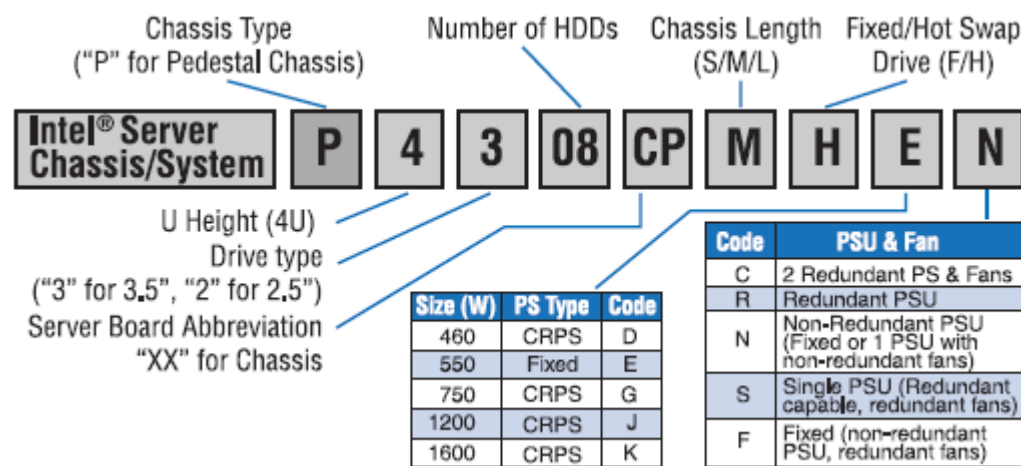 Chassis Type
("P" for Pedestal Chassis)
Number of HDDs
Chassis Length
(S/M/L)
Fixed/Hot Swap
Drive (F/H)
Intel® Server
Chassis/System
P 4 3 08 CP M H E N
U Height (4U)
Drive type
("3" for 3.5", "2" for 2.5")
Server Board Abbreviation
"XX" for Chassis
Size (W) PS Type Code
460 CRPS D
550 Fixed E
750 CRPS G
1200 CRPS J
1600 CRPS K
Code PSU & Fan
C 2 Redundant PS & Fans
R Redundant PSU
N Non-Redundant PSU
(Fixed or 1 PSU with
non-redundant fans)
S Single PSU (Redundant
capable, redundant fans)
F Fixed (non-redundant
PSU, redundant fans)